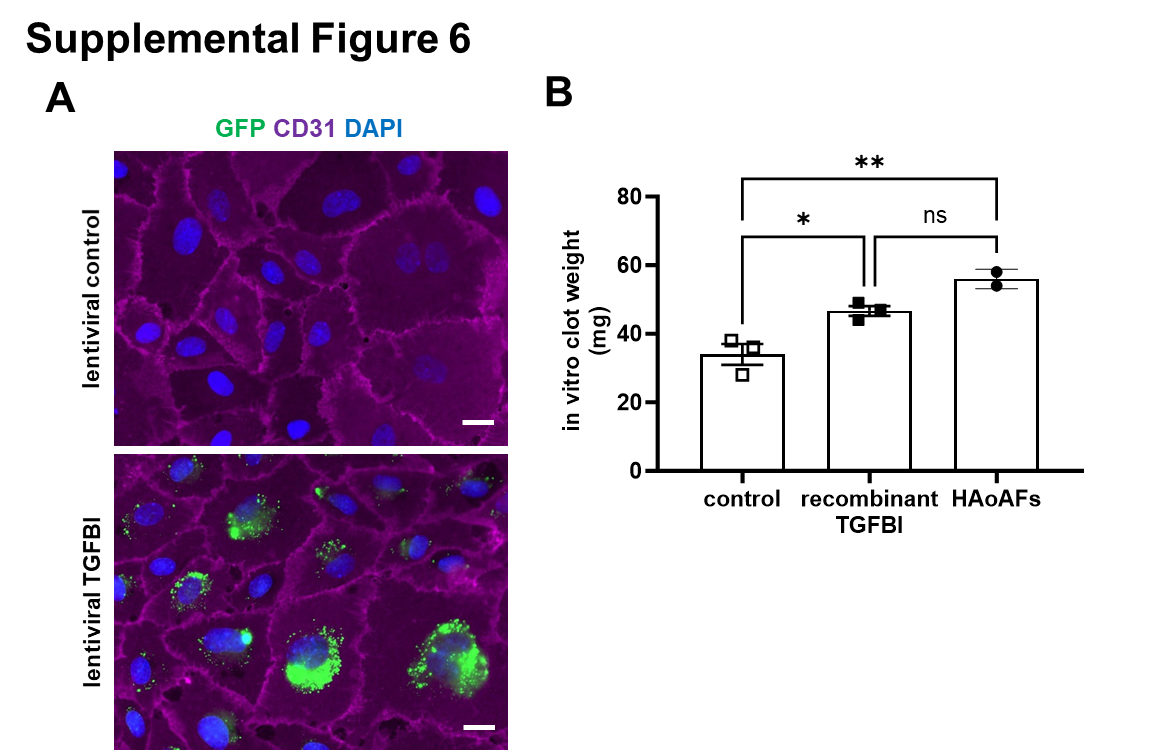 Supplemental Figure 6
A
GFP CD31 DAPI
lentiviral control
lentiviral TGFBI
B
**
*
ns
in vitro clot weight
(mg)
80
60
40
20
0
control
recombinant
TGFBI
HAoAFs